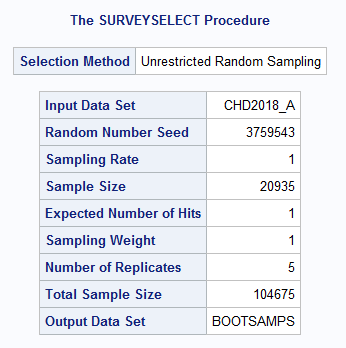 The SURVEYSELECT Procedure
Selection Method Unrestricted Random Sampling
Input Data Set CHD2018_A
Random Number Seed 3759543
Sampling Rate 1
Sample Size 20935
Expected Number of Hits 1
Sampling Weight 1
Number of Replicates 5
Total Sample Size 104675
Output Data Set BOOTSAMPS